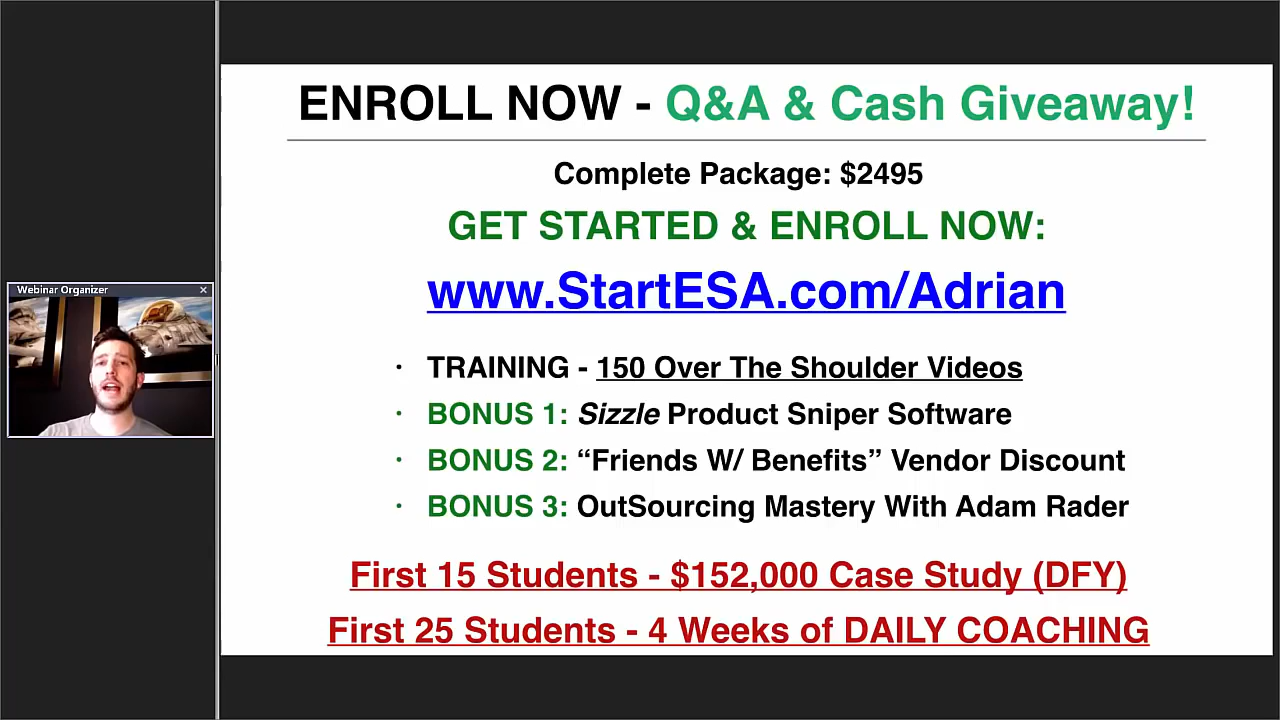 ENROLL NOW - Q&A & Cash Giveaway!
Complete Package: $2495
GET STARTED & ENROLL NOW:
www.StartESA.com/Adrian
Webinar Organizer
· TRAINING - 150 Over The Shoulder Videos
· BONUS 1: Sizzle Product Sniper Software
· BONUS 2: “Friends W/ Benefits” Vendor Discount
· BONUS 3: OutSourcing Mastery With Adam Rader
First 15 Students - $152,000 Case Study (DFY)
First 25 Students - 4 Weeks of DAILY COACHING